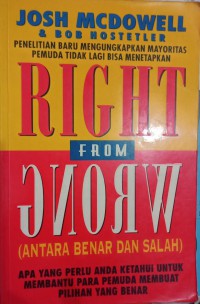 JOSH MCDOWELL
& BOB HOSTETLER
PENELITIAN BARU MENGUNGKAPKAN MAYORITAS
PEMUDA TIDAK LAGI BISA MENETAPKAN
RIGHT
FROM
WRONG
(ANTARA BENAR DAN SALAH)
APA YANG PERLU ANDA KETAHUI UNTUK
MEMBANTU PARA PEMUDA MEMBUAT
PILIHAN YANG BENAR